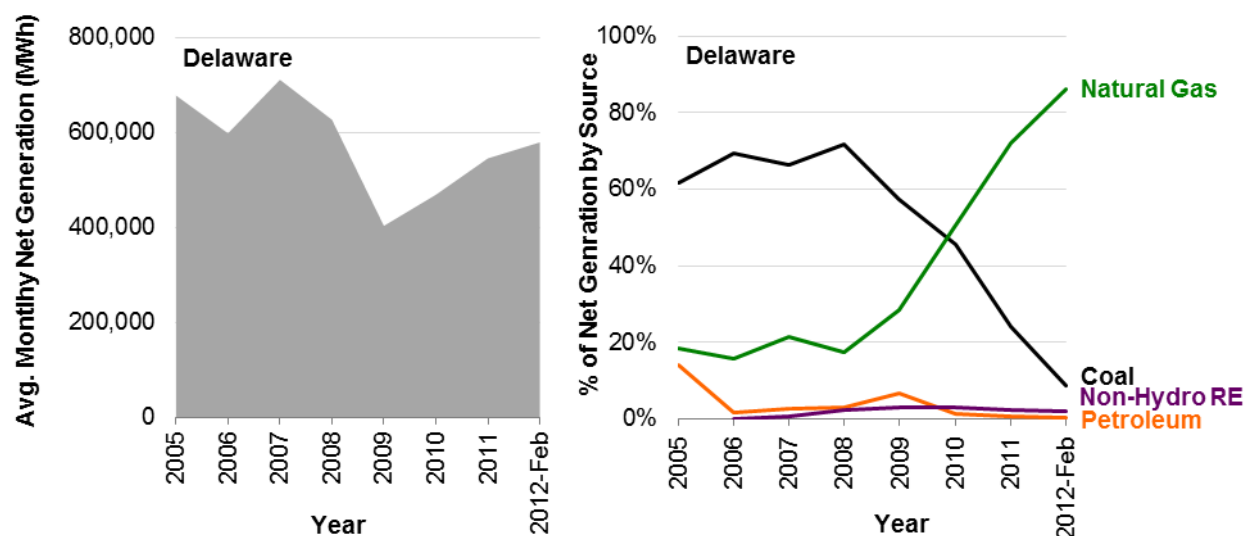 Avg. Montlhy Net Generation (MWh)
800,000
600,000
400,000
200,000
0
Delaware
2005
2006
2007
2008
2009
2010
2011
2012-Feb
Year
% of Net Genration by Source
100%
80%
60%
40%
20%
0%
Delaware
Natural Gas
Coal
Non-Hydro RE
Petroleum
2005
2006
2007
2008
2009
2010
2011
2012-Feb
Year